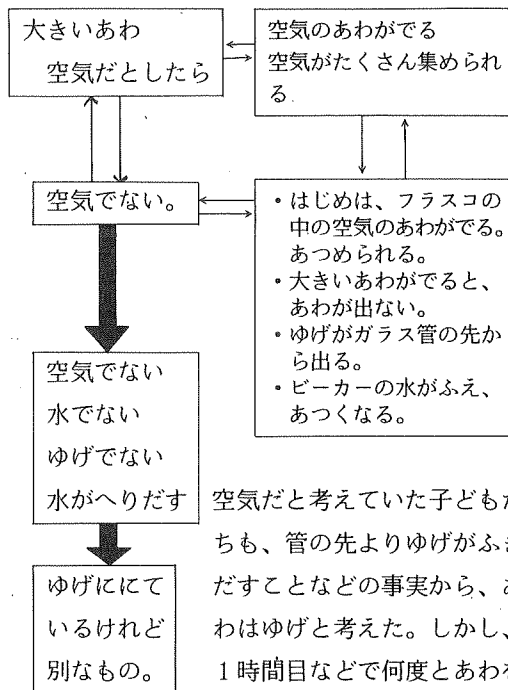 大きいあわ
空気だとしたら
空気のあわがでる
空気がたくさん集められ
る
空気でない。
・はじめは、フラスコの
中の空気のあわがでる。
あつめられる。
・大きいあわがでると、
あわが出ない。
・ゆげがガラス管の先か
ら出る。
・ビーカーの水がふえ、
あつくなる。
空気でない
水でない
ゆげでない
水がへりだす
ゆげににて
いるけれど
別なもの。
空気だと考えていた子ども
ちも、管の先よりゆげがふ
だすことなどの事実から、
わはゆげと考えた。しかし、
1時間目などで何度とあわ